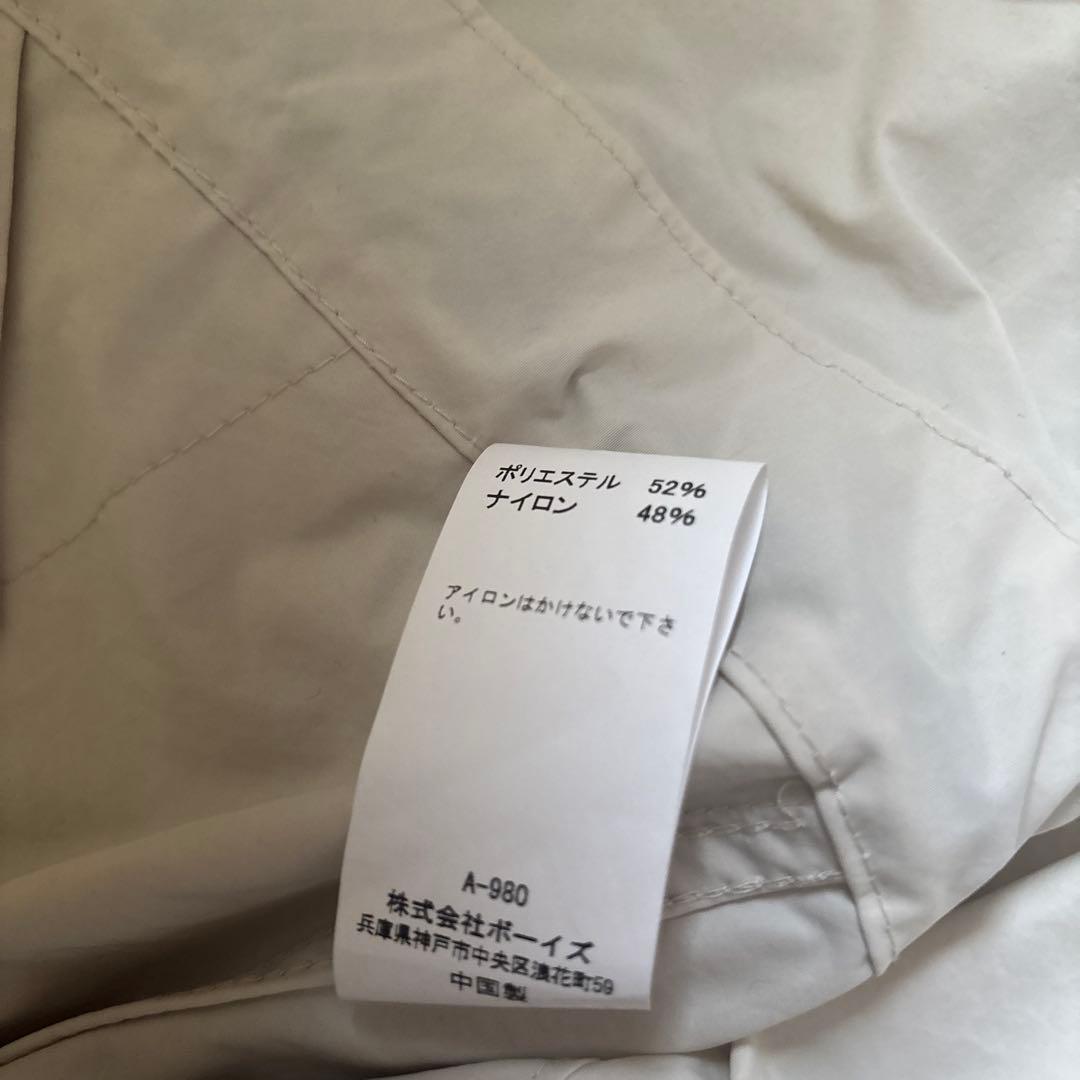 ポリエステル 52%
ナイロン 48%
アイロンはかけないで下さ
い。
A-980
株式会社ボーイズ
兵庫県神戸市中央区浪花町59
中国製